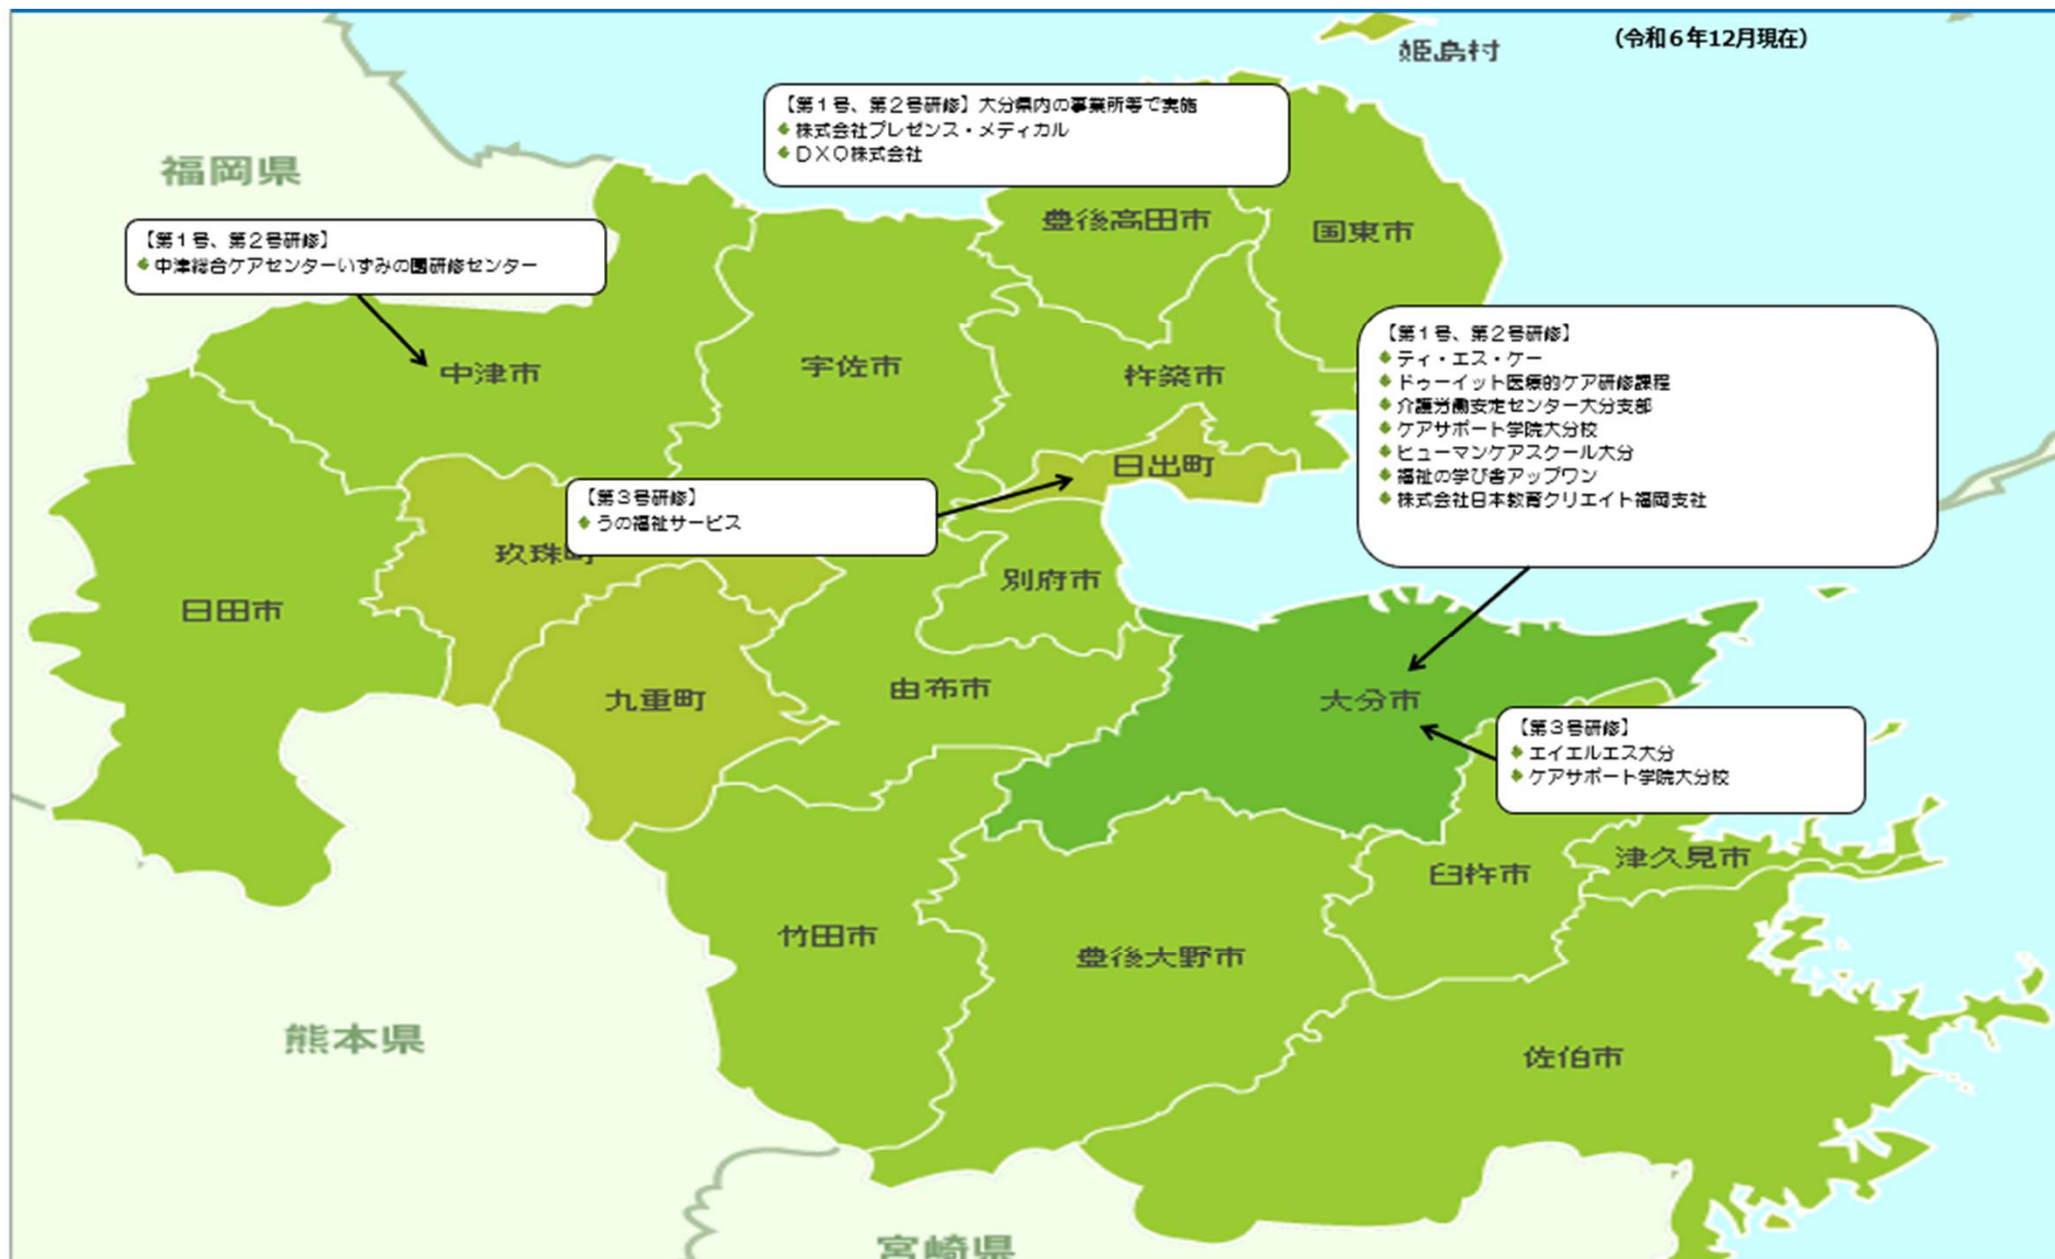 (令和6年12月現在)
姫島村
【第1号、第2号研修】大分県内の事業所等で実施
株式会社プレゼンス・メディカル
DXO株式会社
福岡県
豊後高田市
国東市
【第1号、第2号研修】
中津総合ケアセンターいずみの園研修センター
【第1号、第2号研修】
ティ・エス・ケー
ドゥーイット医療的ケア研修課程
介護労働安定センター大分支部
ケアサポート学院大分校
ヒューマンケアスクール大分
福祉の学び舎アップワン
株式会社日本教育クリエイト福岡支社
中津市
宇佐市
杵築市
日出町
【第3号研修】
うの福祉サービス
玖珠町
別府市
日田市
由布市
九重町
大分市
【第3号研修】
エイエルエス大分
ケアサポート学院大分校
津久見市
臼杵市
竹田市
豊後大野市
佐伯市
熊本県
宮崎県